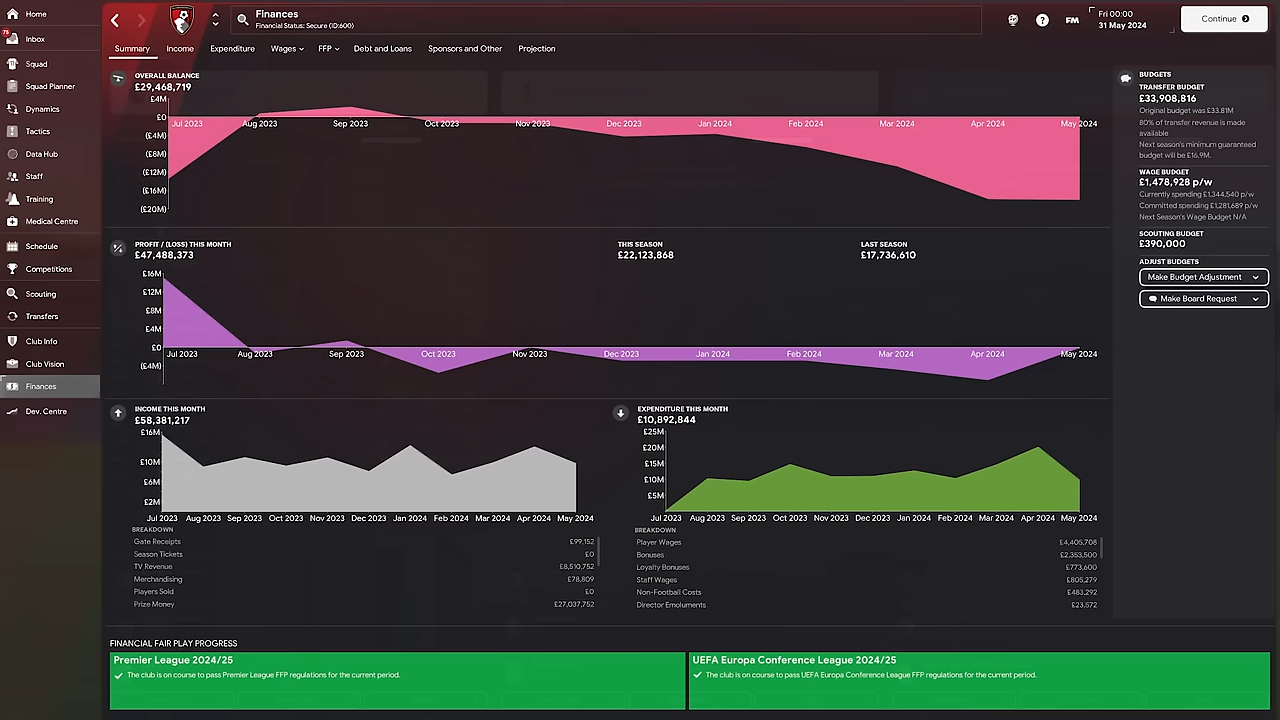 Home
75
Inbox
Squad
Squad Planner
Dynamics
Tactics
Data Hub
Staff
Training
Medical Centre
Schedule
Competitions
Scouting
Transfers
Club Info
Club Vision
Finances
Dev. Centre
Finances
Financial Status: Secure (ID:600)
?
FM
Fri 00:00
31 May 2024
Continue
Summary
Income
Expenditure
Wages
FFP
Debt and Loans
Sponsors and Other
Projection
OVERALL BALANCE
£29,468,719
£4M
£0
(£4M)
(£8M)
(£12M)
(£16M)
(£20M)
Jul 2023 Aug 2023 Sep 2023 Oct 2023 Nov 2023 Dec 2023 Jan 2024 Feb 2024 Mar 2024 Apr 2024 May 2024
PROFIT / (LOSS) THIS MONTH
£47,488,373
THIS SEASON
£22,123,868
LAST SEASON
£17,736,610
£16M
£12M
£8M
£4M
£0
(£4M)
Jul 2023 Aug 2023 Sep 2023 Oct 2023 Nov 2023 Dec 2023 Jan 2024 Feb 2024 Mar 2024 Apr 2024 May 2024
INCOME THIS MONTH
£58,381,217
£16M
£10M
£6M
£2M
Jul 2023 Aug 2023 Sep 2023 Oct 2023 Nov 2023 Dec 2023 Jan 2024 Feb 2024 Mar 2024 Apr 2024 May 2024
BREAKDOWN
Gate Receipts £99,152
Season Tickets £0
TV Revenue £8,510,752
Merchandising £78,809
Players Sold £0
Prize Money £27,037,752
EXPENDITURE THIS MONTH
£10,892,844
£25M
£20M
£15M
£10M
£5M
Jul 2023 Aug 2023 Sep 2023 Oct 2023 Nov 2023 Dec 2023 Jan 2024 Feb 2024 Mar 2024 Apr 2024 May 2024
BREAKDOWN
Player Wages £4,405,708
Bonuses £2,353,500
Loyalty Bonuses £773,600
Staff Wages £805,279
Non-Football Costs £483,292
Director Emoluments £23,572
BUDGETS
TRANSFER BUDGET
£33,908,816
Original budget was £33.81M
80% of transfer revenue is made
available
Next season's minimum guaranteed
budget will be £16.9M.
WAGE BUDGET
£1,478,928 p/w
Currently spending £1,344,540 p/w
Committed spending £1,281,689 p/w
Next Season's Wage Budget N/A
SCOUTING BUDGET
£390,000
ADJUST BUDGETS
Make Budget Adjustment
Make Board Request
FINANCIAL FAIR PLAY PROGRESS
Premier League 2024/25
The club is on course to pass Premier League FFP regulations for the current period.
UEFA Europa Conference League 2024/25
The club is on course to pass UEFA Europa Conference League FFP regulations for the current period.